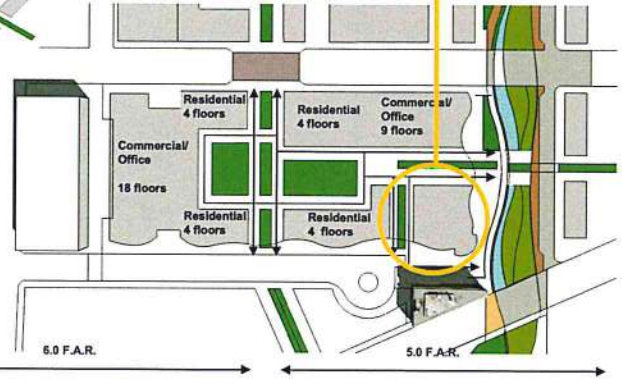 Residential
4 floors
Residential
4 floors
Commercial/
Office
9 floors
Commercial/
Office
18 floors
Residential
4 floors
Residential
4 floors
6.0 F.A.R.
5.0 F.A.R.